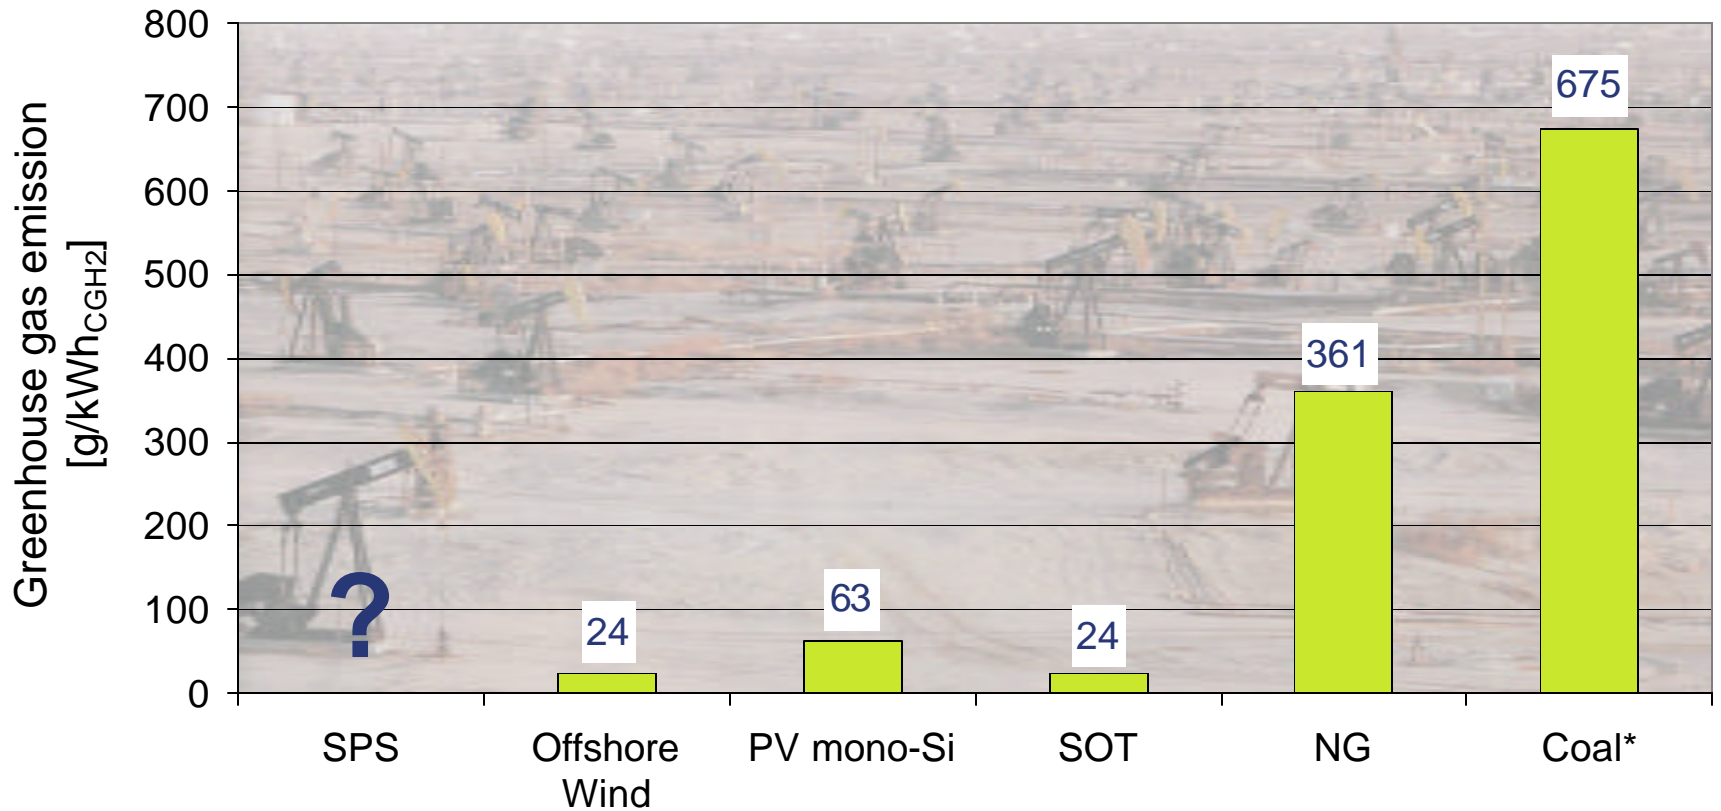 Greenhouse gas emission
[g/kWhCGH2]
800
700
600
500
400
300
200
100
0
?
24
63
24
361
675
SPS
Offshore
Wind
PV mono-Si
SOT
NG
Coal*